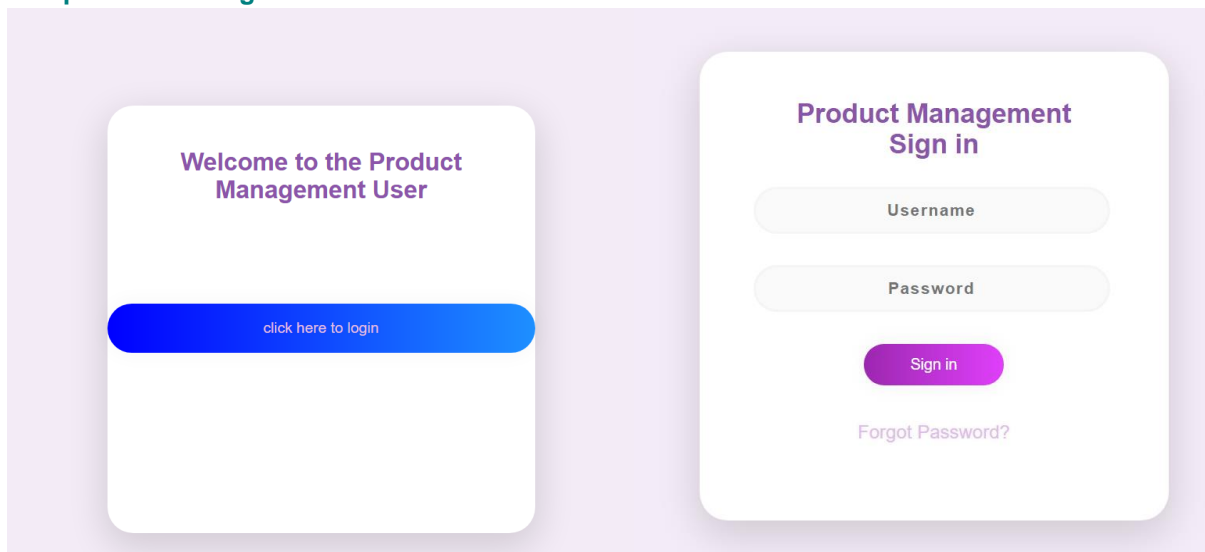 Welcome to the Product
Management User
click here to login
Product Management
Sign in
Username
Password
Sign in
Forgot Password?